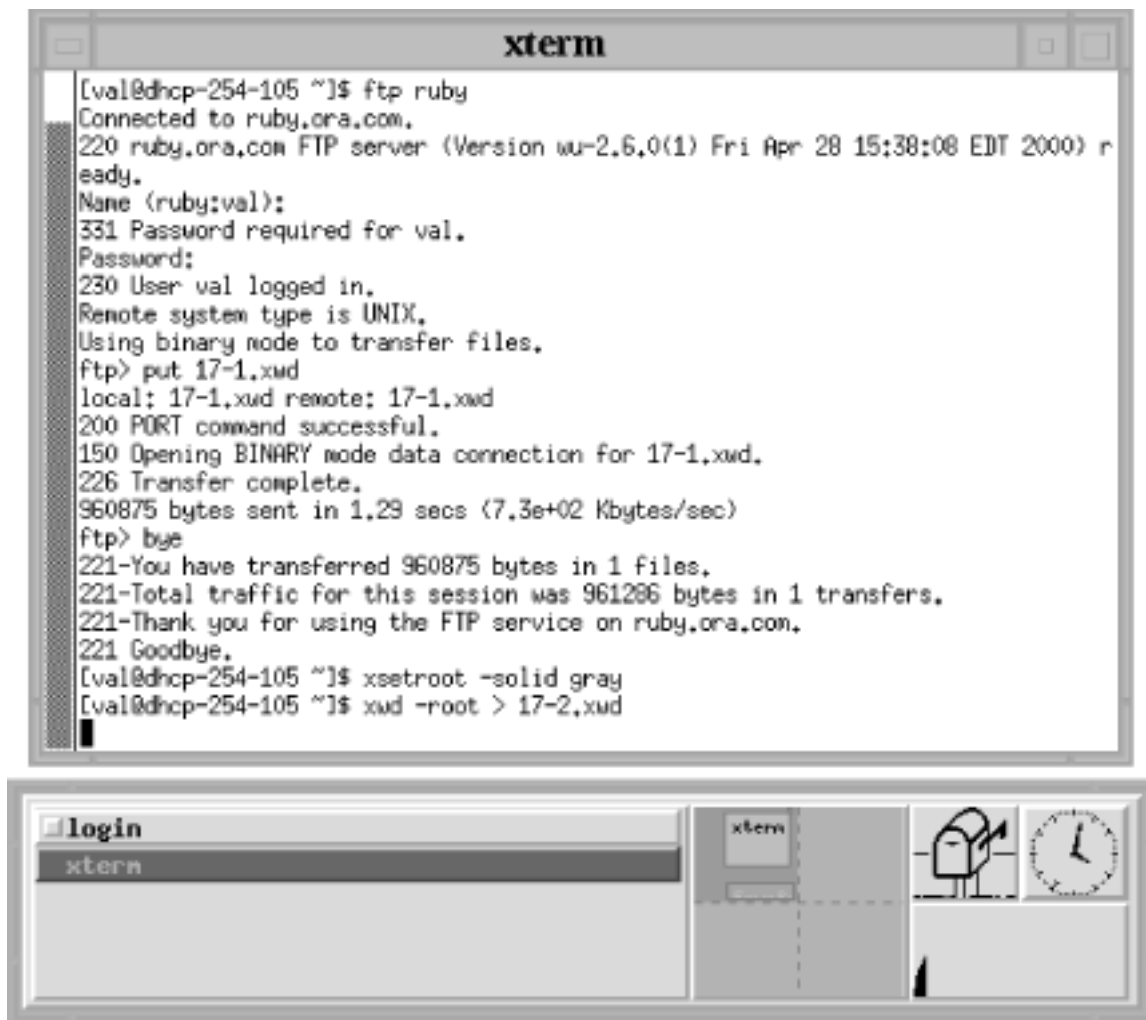 xterm
[val@dhcp-254-105 ~]$ ftp ruby
Connected to ruby.ora.com.
220 ruby.ora.com FTP server (Version wu-2.6.0(1) Fri Apr 28 15:38:08 EDT 2000) r
eady.
Name (ruby:val):
331 Password required for val.
Password:
230 User val logged in.
Remote system type is UNIX.
Using binary mode to transfer files.
ftp> put 17-1.xwd
local: 17-1.xwd remote: 17-1.xwd
200 PORT command successful.
150 Opening BINARY mode data connection for 17-1.xwd.
226 Transfer complete.
960875 bytes sent in 1.29 secs (7.3e+02 Kbytes/sec)
ftp> bye
221-You have transferred 960875 bytes in 1 files.
221-Total traffic for this session was 961286 bytes in 1 transfers.
221-Thank you for using the FTP service on ruby.ora.com.
221 Goodbye.
[val@dhcp-254-105 ~]$ xsetroot -solid gray
[val@dhcp-254-105 ~]$ xwd -root > 17-2.xwd
login
xterm
xterm